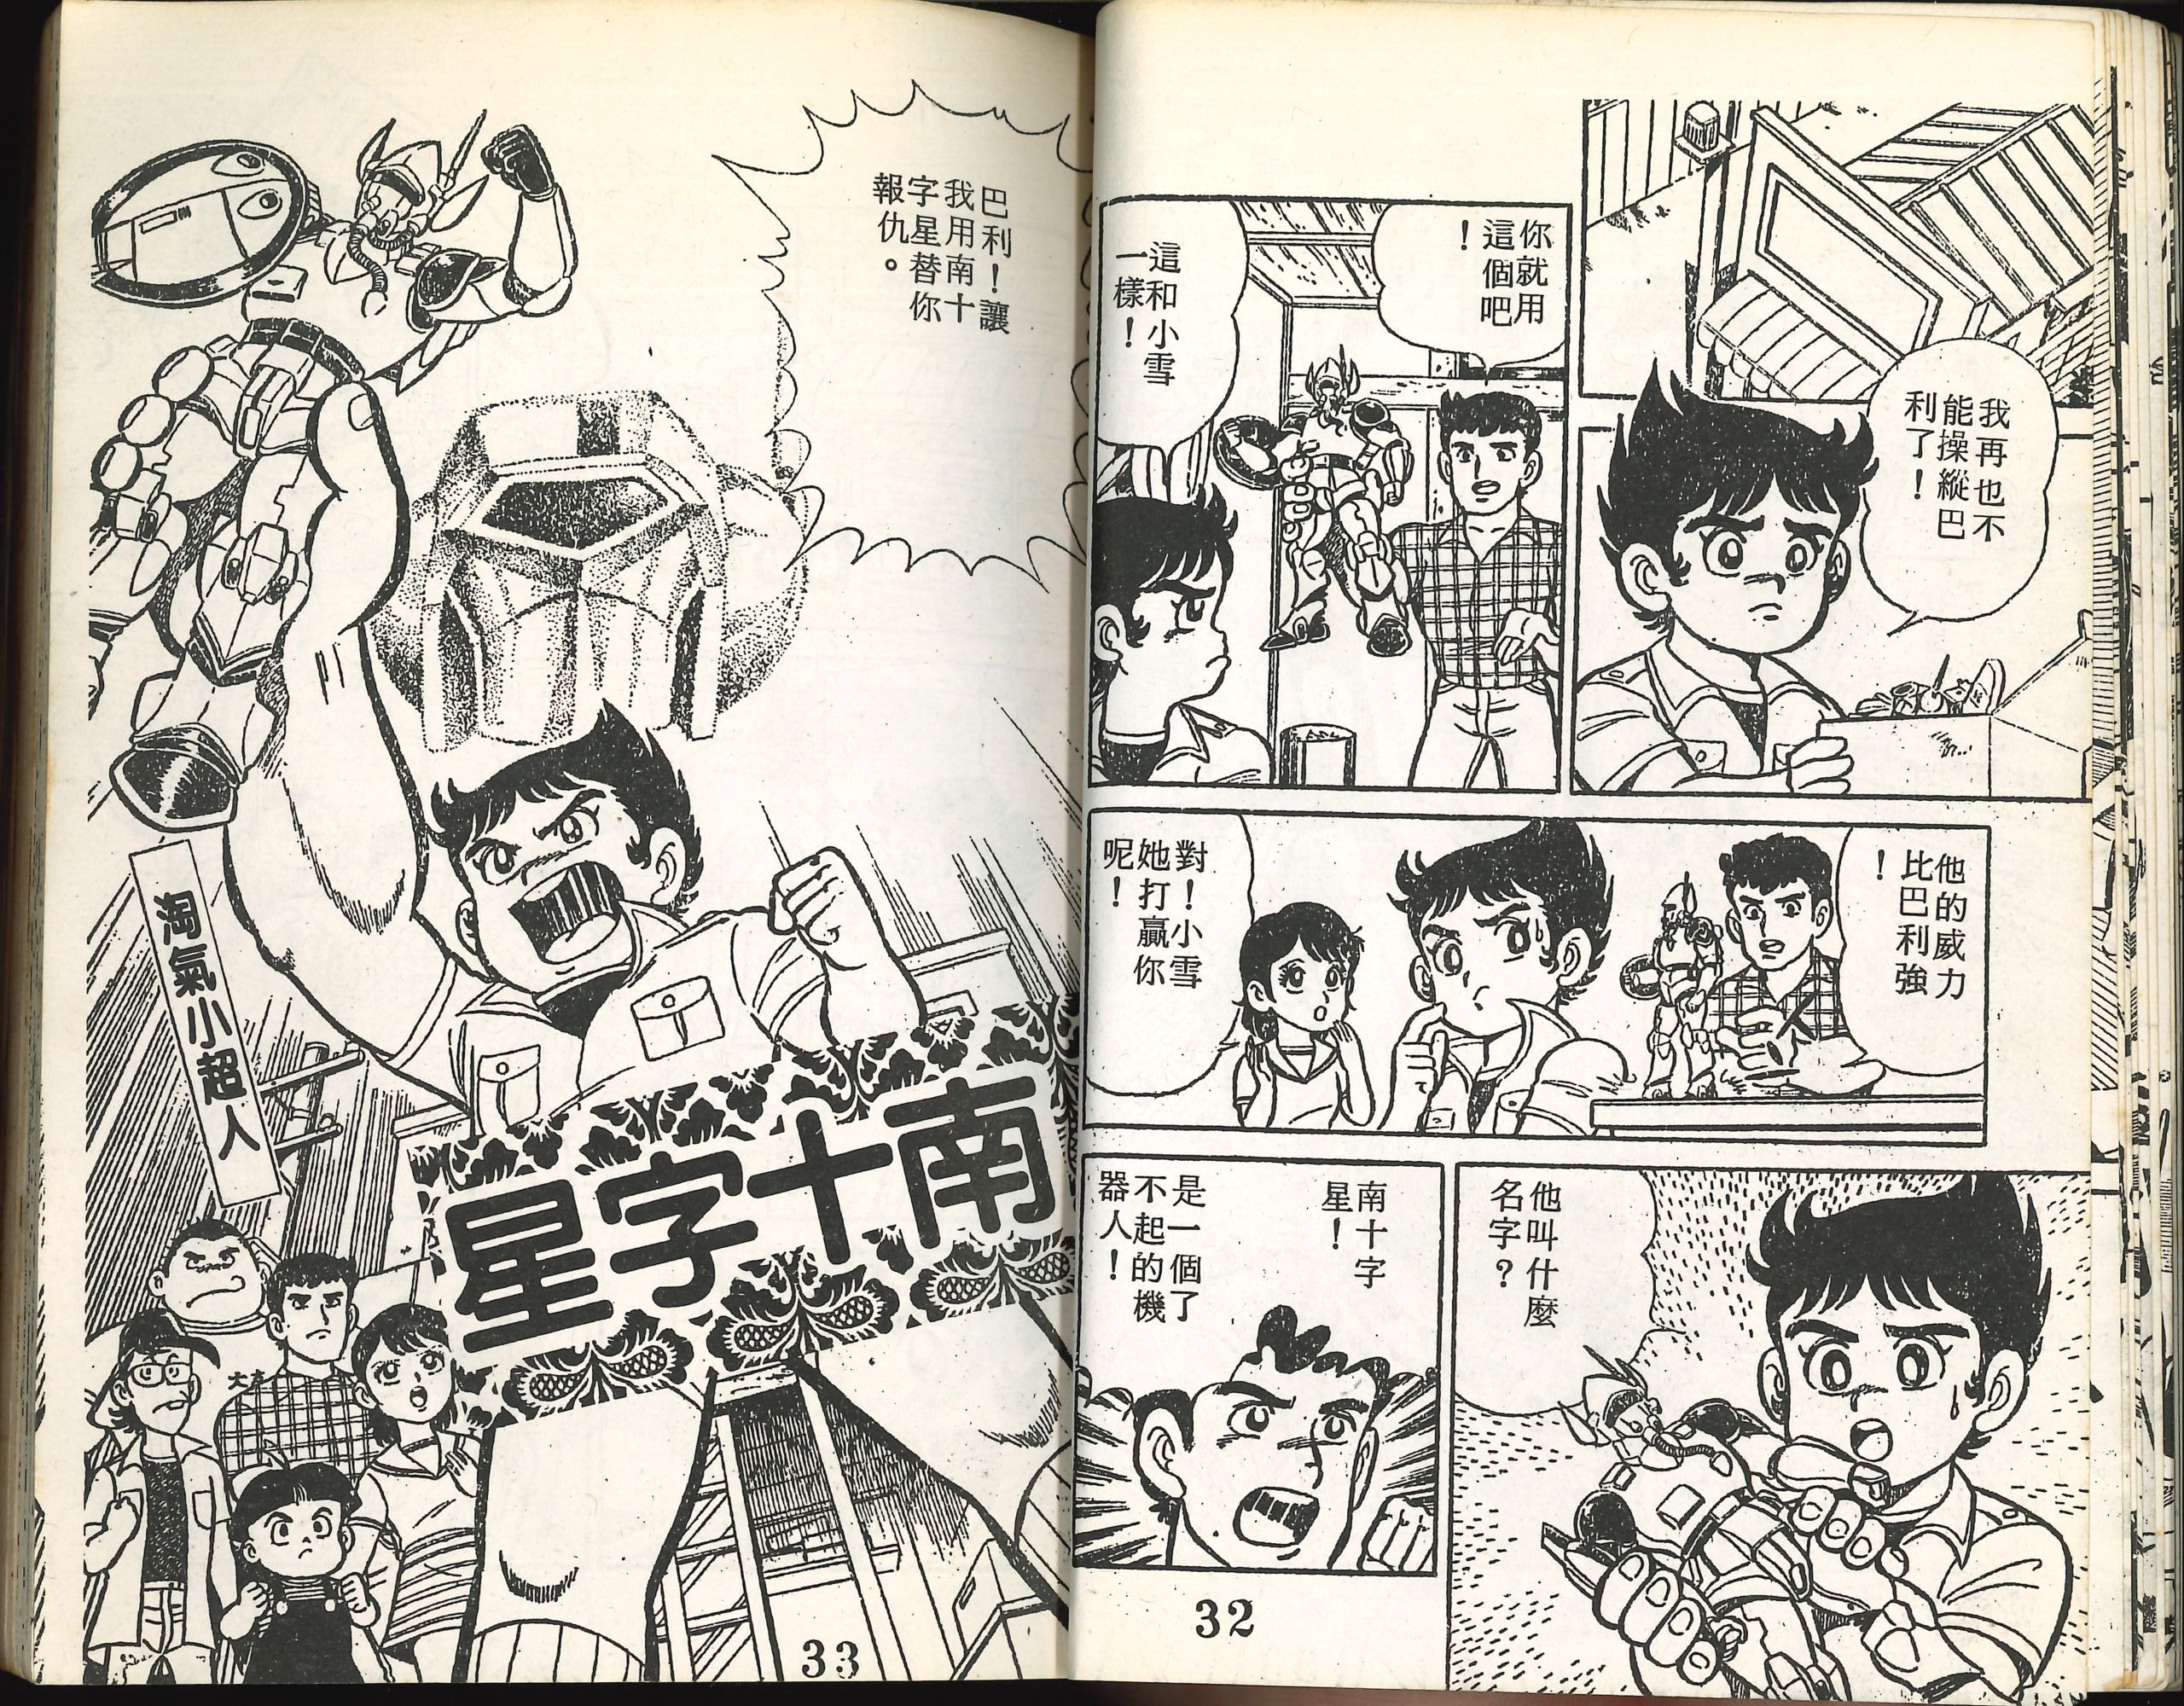 我再也不
能操縱巴
利了！
你就用
這個吧
！
這和小雪
一樣！
他的威力
比巴利強
！
對！小雪
她打贏你
呢！
他叫什麼
名字？
南十字
星！
是一個了
不起的機
器人！
32
巴利！讓
我用南十
字星替你
報仇。
淘氣小超人
南十字星
33